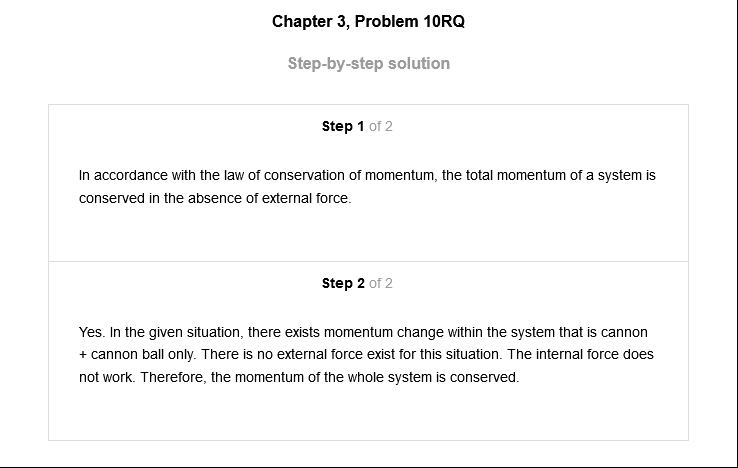 Chapter 3, Problem 10RQ
Step-by-step solution
Step 1 of 2
In accordance with the law of conservation of momentum, the total momentum of a system is
conserved in the absence of external force.
Step 2 of 2
Yes. In the given situation, there exists momentum change within the system that is cannon
+ cannon ball only. There is no external force exist for this situation. The internal force does
not work. Therefore, the momentum of the whole system is conserved.